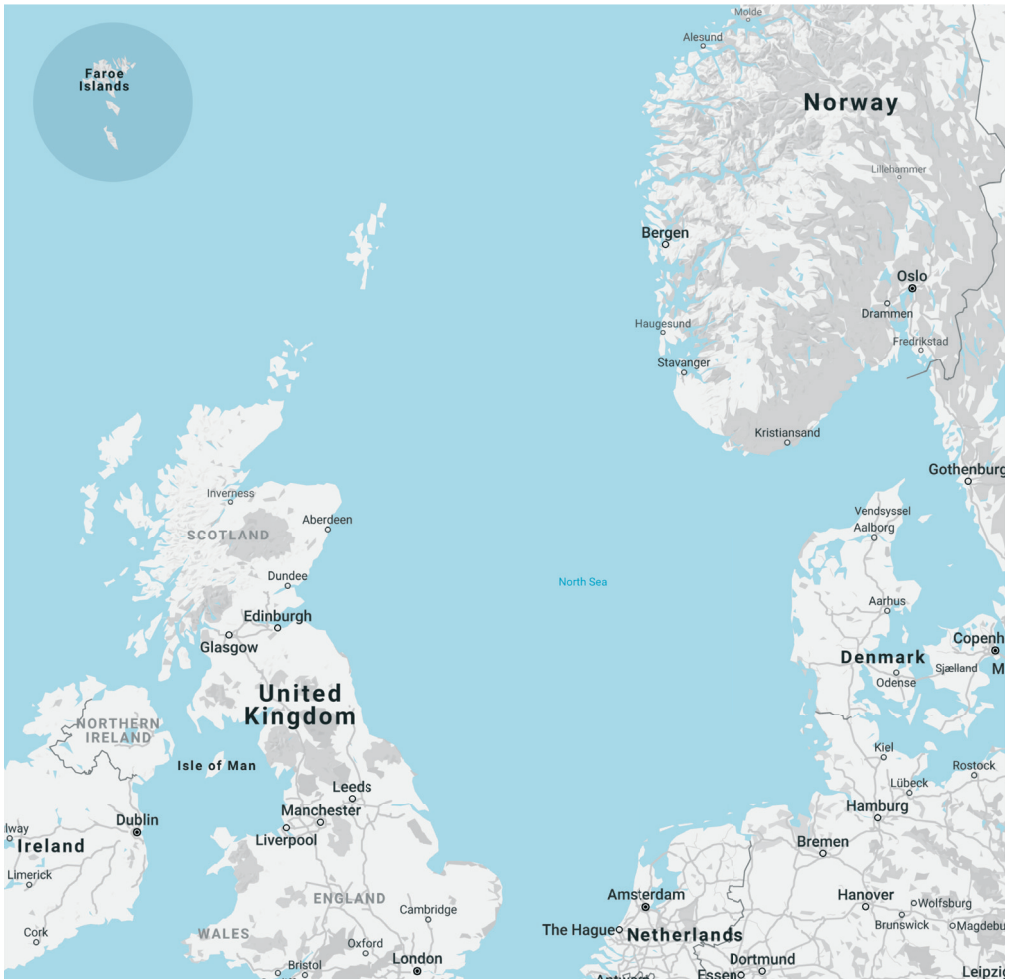 Molde
Alesund
Faroe
Islands
Norway
Lillehammer
Bergen
Oslo
Drammen
Haugesund
Fredrikstad
Stavanger
Kristiansand
Gothenburg
Inverness
Vendsyssel
Aberdeen
Aalborg
SCOTLAND
Dundee
North Sea
Aarhus
Edinburgh
Copenh
Glasgow
Denmark
Sjælland
M
Odense
United
Kingdom
NORTHERN
IRELAND
Kiel
Isle of Man
Rostock
Lübeck
Leeds
Hamburg
Manchester
Dublin
lway
Liverpool
Bremen
Ireland
Limerick
Amsterdam
Hanover
ENGLAND
Wolfsburg
Cambridge
Brunswick
Magdebu
Cork
WALES
The Hague
Netherlands
Oxford
London
Dortmund
Bristol
Essen
Leipzig